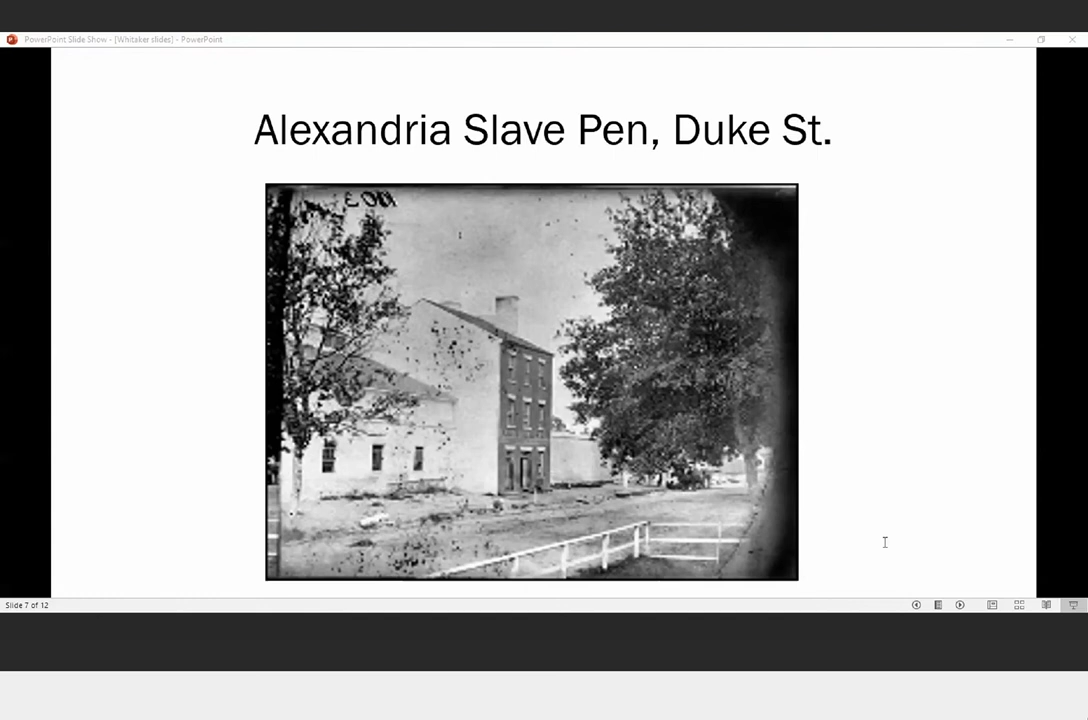 PowerPoint Slide Show - [Whitaker slides] - PowerPoint
Alexandria Slave Pen, Duke St.
Slide 7 of 12